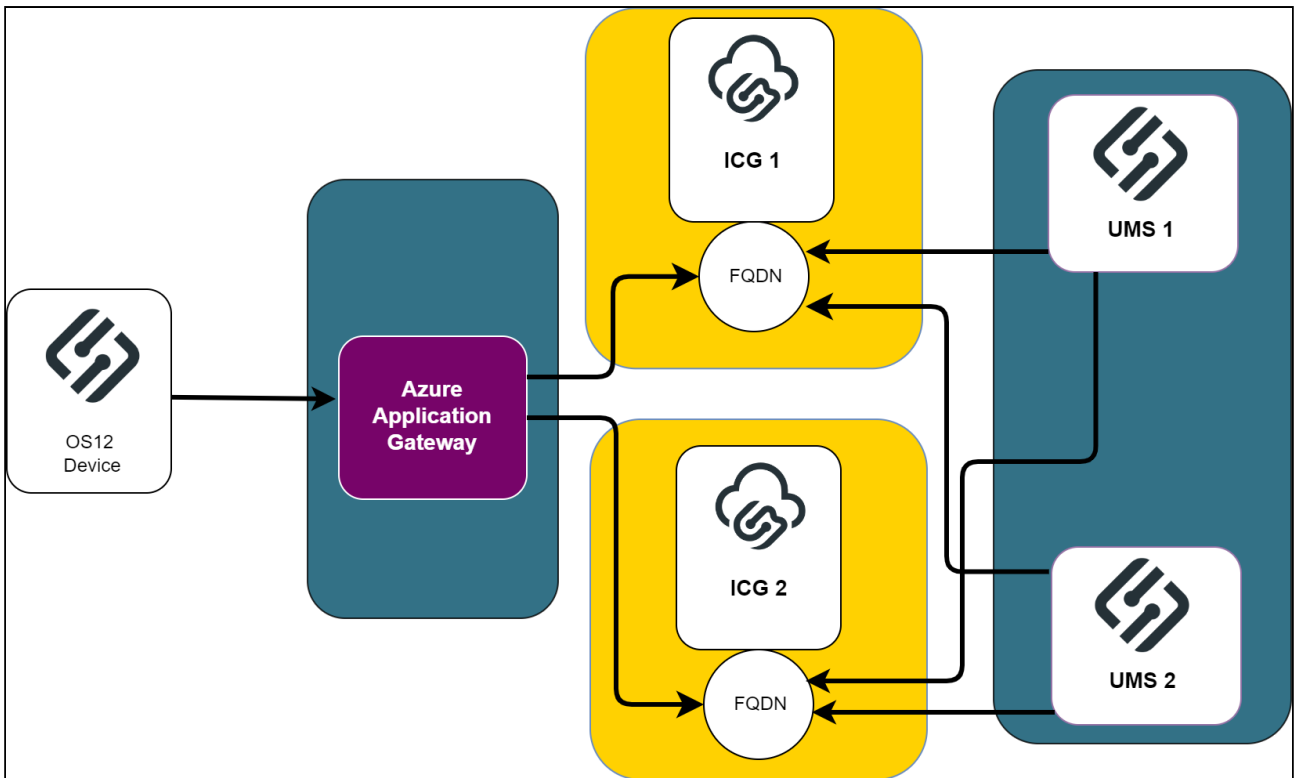 OS12
Device
Azure
Application
Gateway
ICG 1
FQDN
ICG 2
FQDN
UMS 1
UMS 2